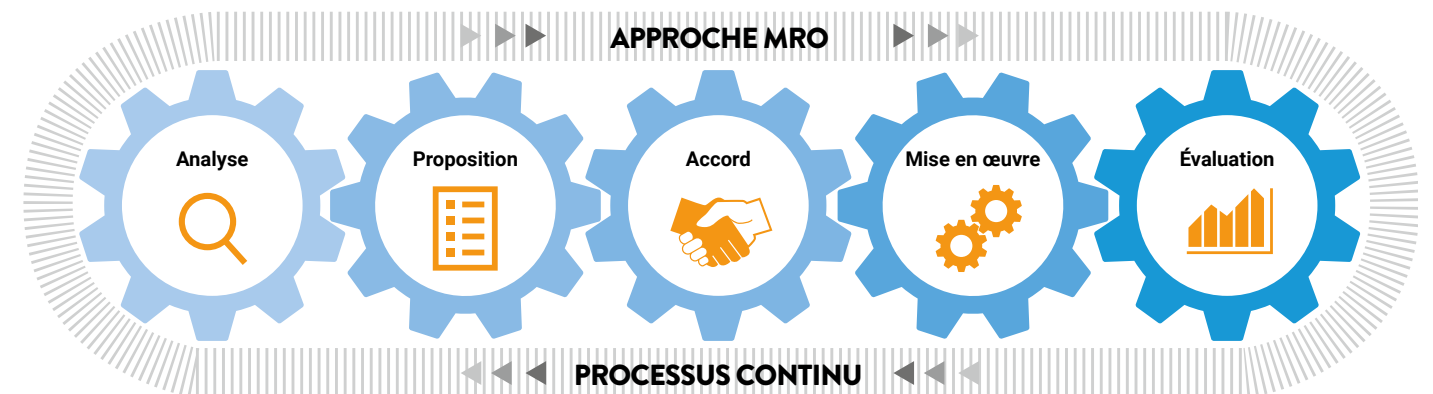 APPROCHE MRO
Analyse
Proposition
Accord
Mise en œuvre
Évaluation
PROCESSUS CONTINU